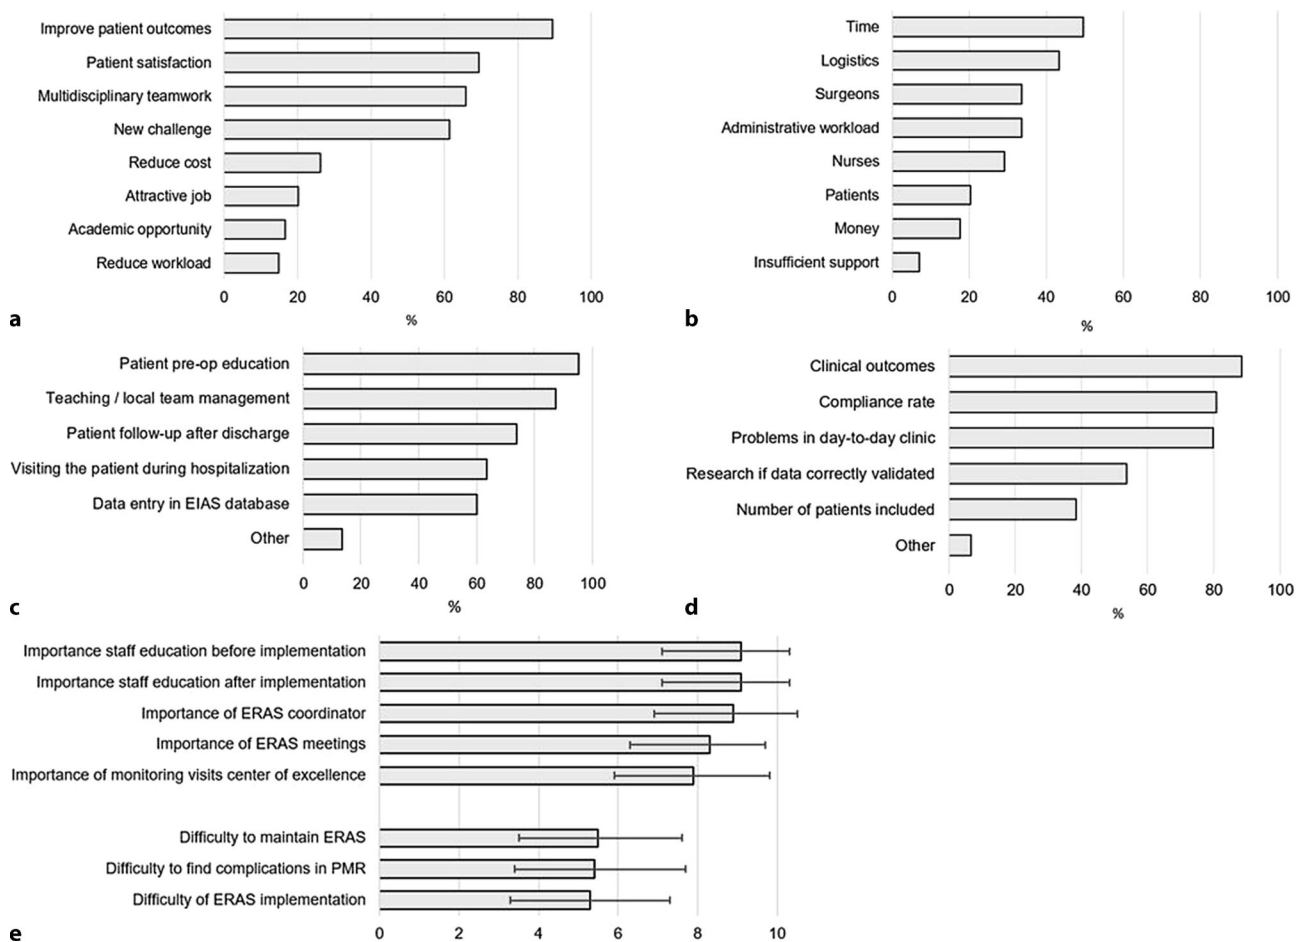 Improve patient outcomes
Patient satisfaction
Multidisciplinary teamwork
New challenge
Reduce cost
Attractive job
Academic opportunity
Reduce workload
0 20 40 60 80 100
%
a
Time
Logistics
Surgeons
Administrative workload
Nurses
Patients
Money
Insufficient support
0 20 40 60 80 100
%
b
Patient pre-op education
Teaching / local team management
Patient follow-up after discharge
Visiting the patient during hospitalization
Data entry in EIAS database
Other
0 20 40 60 80 100
%
c
Clinical outcomes
Compliance rate
Problems in day-to-day clinic
Research if data correctly validated
Number of patients included
Other
0 20 40 60 80 100
%
d
Importance staff education before implementation
Importance staff education after implementation
Importance of ERAS coordinator
Importance of ERAS meetings
Importance of monitoring visits center of excellence
Difficulty to maintain ERAS
Difficulty to find complications in PMR
Difficulty of ERAS implementation
0 2 4 6 8 10
e